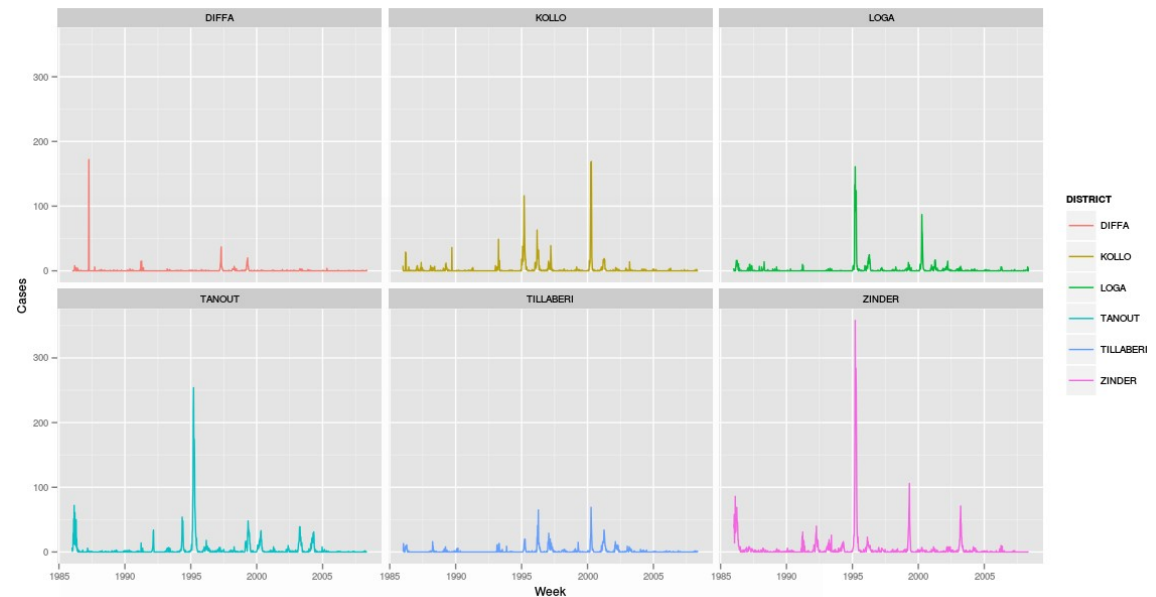 DIFFA
KOLLO
LOGA
300
200
100
0
TANOUT
TILLABERI
ZINDER
300
200
100
0
1985
1990
1995
2000
2005
1985
1990
1995
2000
2005
1985
1990
1995
2000
2005
Cases
Week
DISTRICT
DIFFA
KOLLO
LOGA
TANOUT
TILLABERI
ZINDER